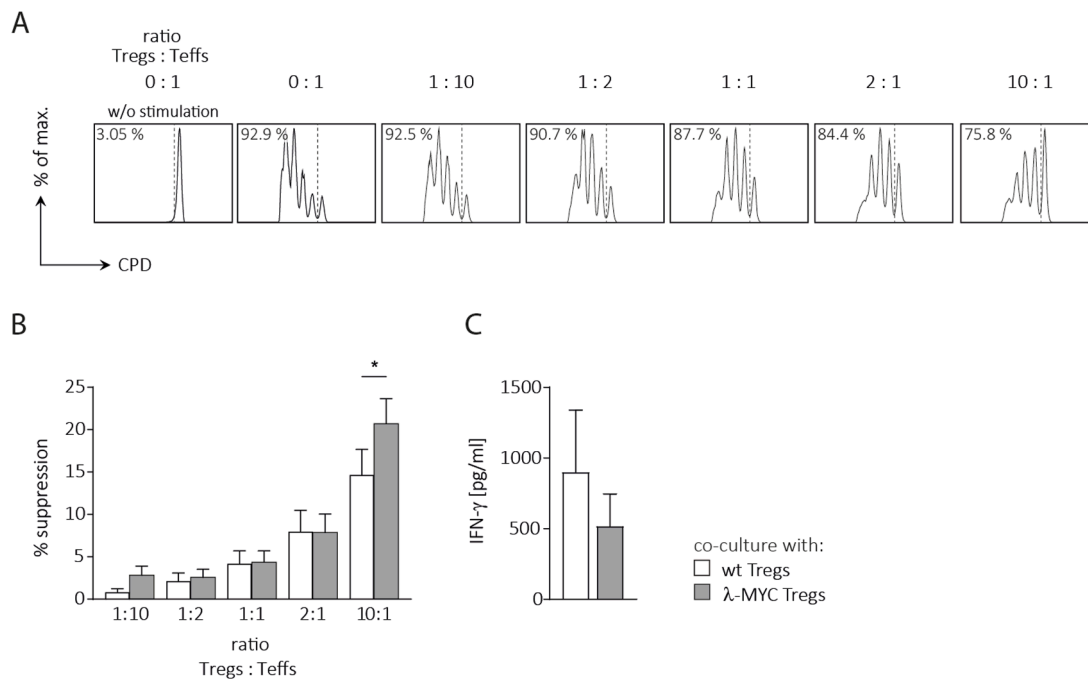 A
ratio
Tregs : Teffs
0 : 1 0 : 1 1 : 10 1 : 2 1 : 1 2 : 1 10 : 1
w/o stimulation
3.05 % 92.9 % 92.5 % 90.7 % 87.7 % 84.4 % 75.8 %
% of max.
CPD
B
% suppression
25
20
15
10
5
0
*
1:10 1:2 1:1 2:1 10:1
ratio
Tregs : Teffs
C
IFN-γ [pg/ml]
1500
1000
500
0
co-culture with:
wt Tregs
λ-MYC Tregs